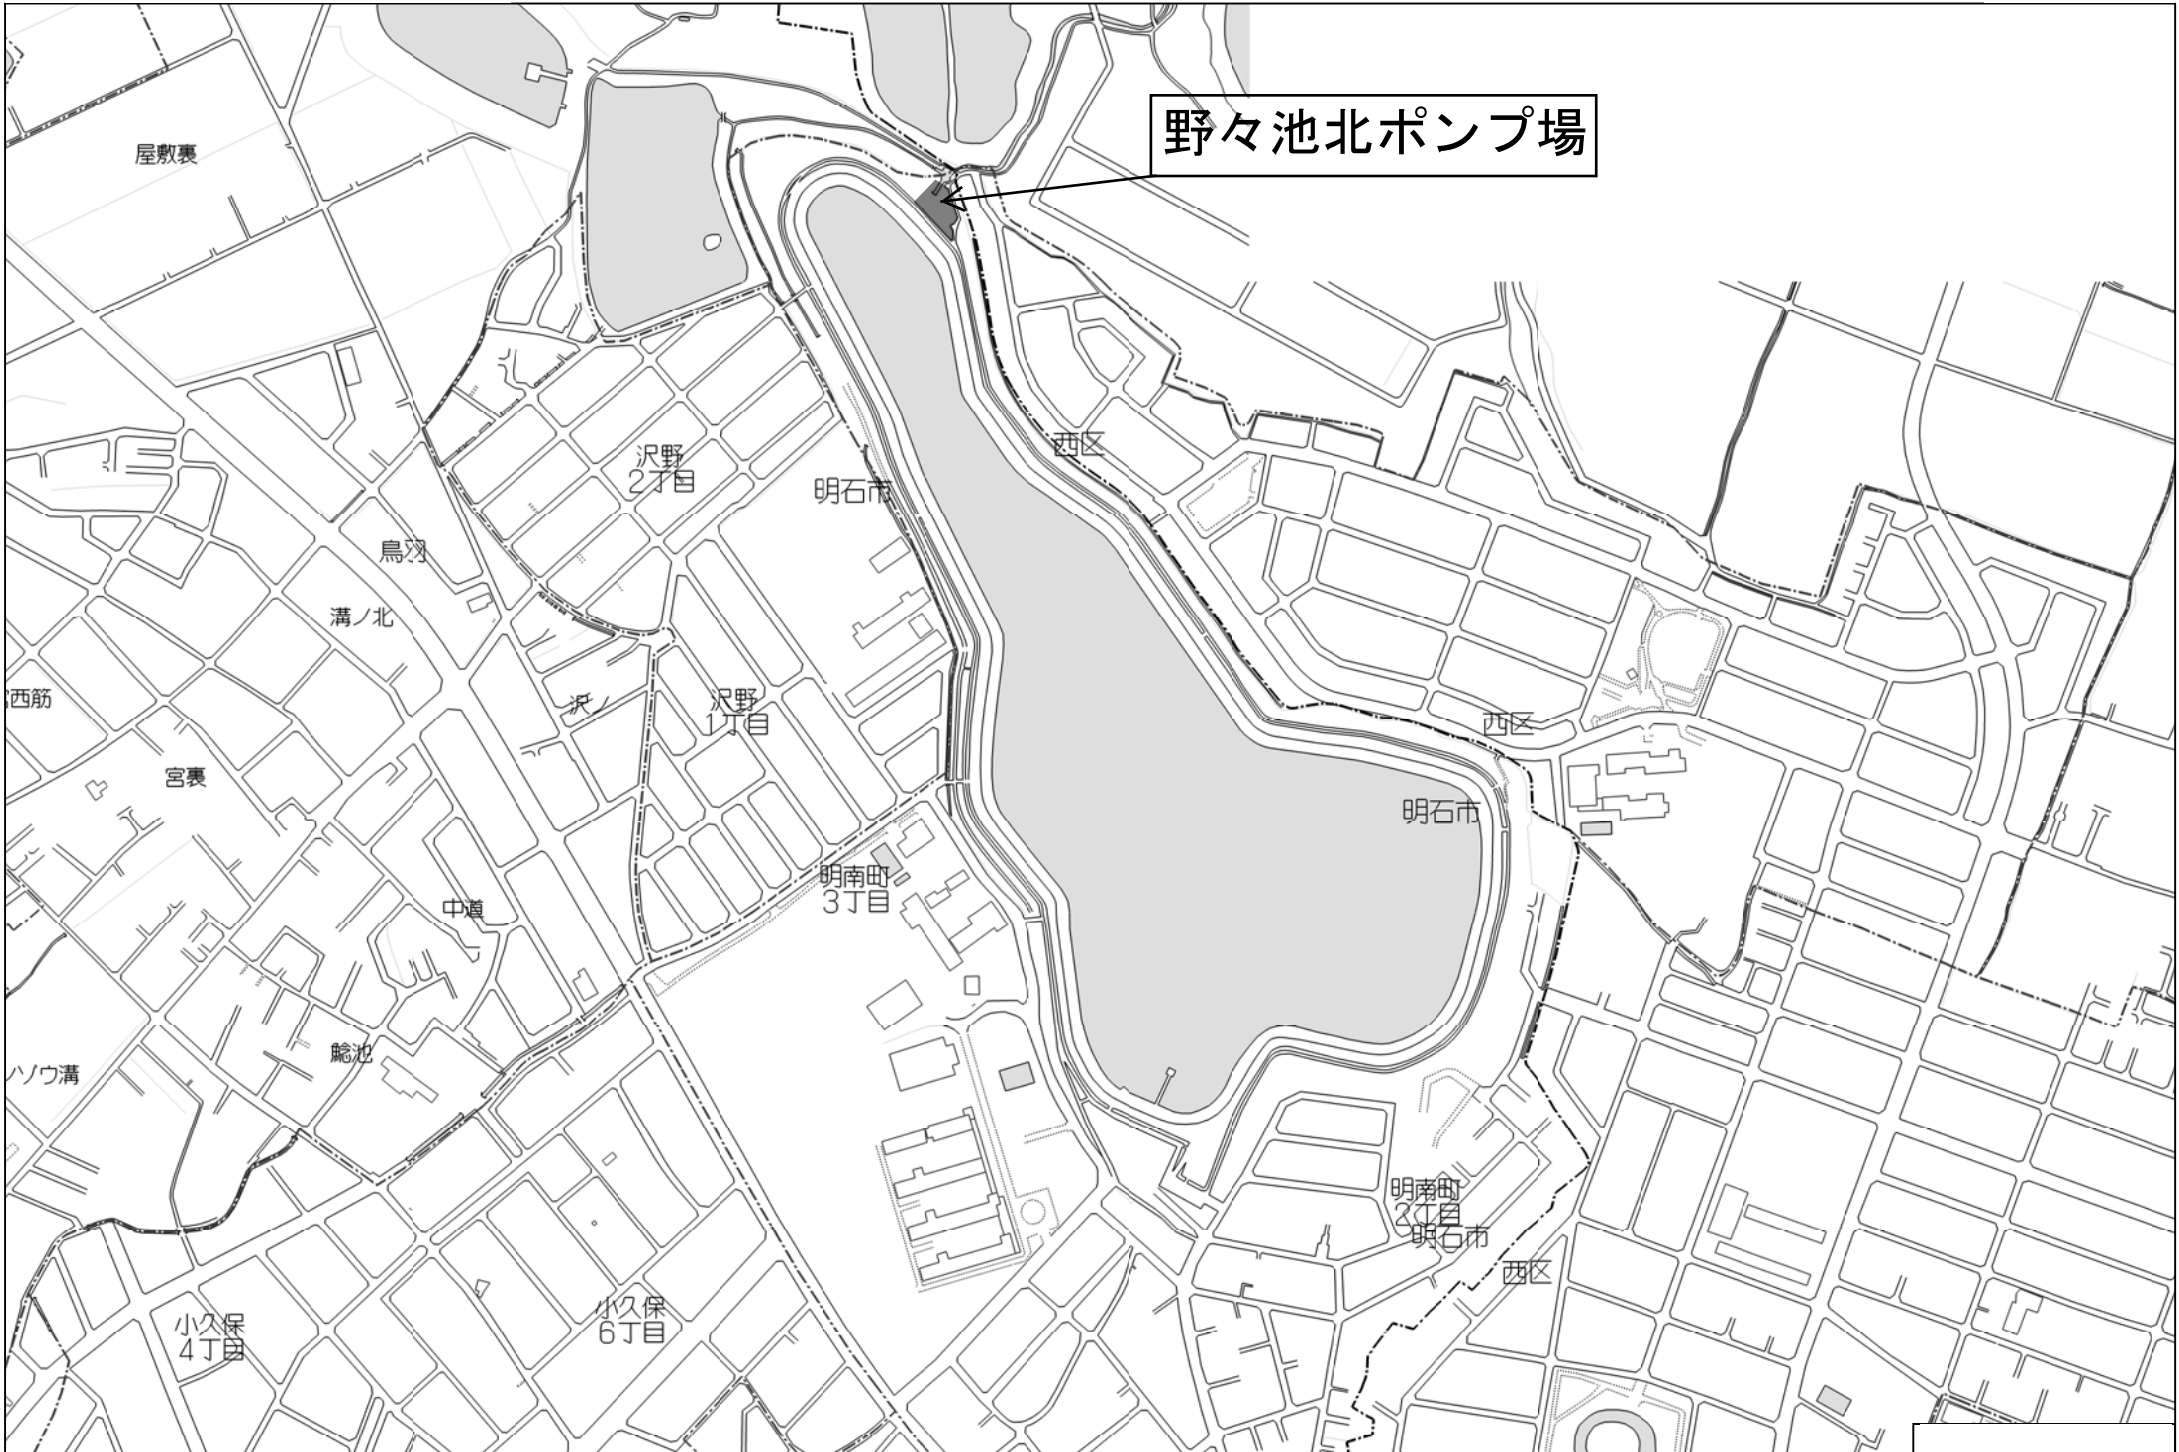 野々池北ポンプ場
屋敷裏
西区
沢野
2丁目
明石市
鳥羽
溝ノ北
西筋
沢ノ
沢野
1丁目
西区
宮裏
明石市
明南町
3丁目
中道
鯰池
ノゾウ溝
明南町
2丁目
明石市
西区
小久保
6丁目
小久保
4丁目